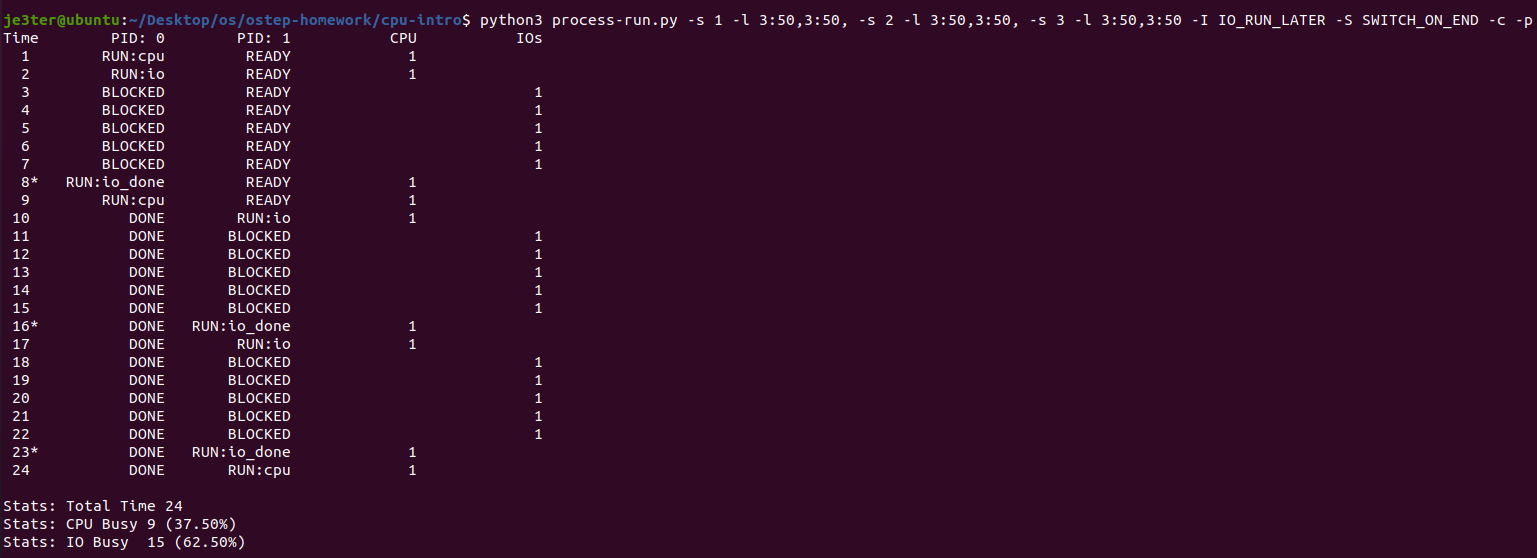 je3ter@ubuntu:~/Desktop/os/ostep-homework/cpu-intro$ python3 process-run.py -s 1 -l 3:50,3:50, -s 2 -l 3:50,3:50, -s 3 -l 3:50,3:50 -I IO_RUN_LATER -S SWITCH_ON_END -c -p
Time PID: 0 PID: 1 CPU IOs
1 RUN:cpu READY 1
2 RUN:io READY 1
3 BLOCKED READY 1
4 BLOCKED READY 1
5 BLOCKED READY 1
6 BLOCKED READY 1
7 BLOCKED READY 1
8* RUN:io_done READY 1
9 RUN:cpu READY 1
10 DONE RUN:io 1
11 DONE BLOCKED 1
12 DONE BLOCKED 1
13 DONE BLOCKED 1
14 DONE BLOCKED 1
15 DONE BLOCKED 1
16* DONE RUN:io_done 1
17 DONE RUN:io 1
18 DONE BLOCKED 1
19 DONE BLOCKED 1
20 DONE BLOCKED 1
21 DONE BLOCKED 1
22 DONE BLOCKED 1
23* DONE RUN:io_done 1
24 DONE RUN:cpu 1
Stats: Total Time 24
Stats: CPU Busy 9 (37.50%)
Stats: IO Busy  15 (62.50%)